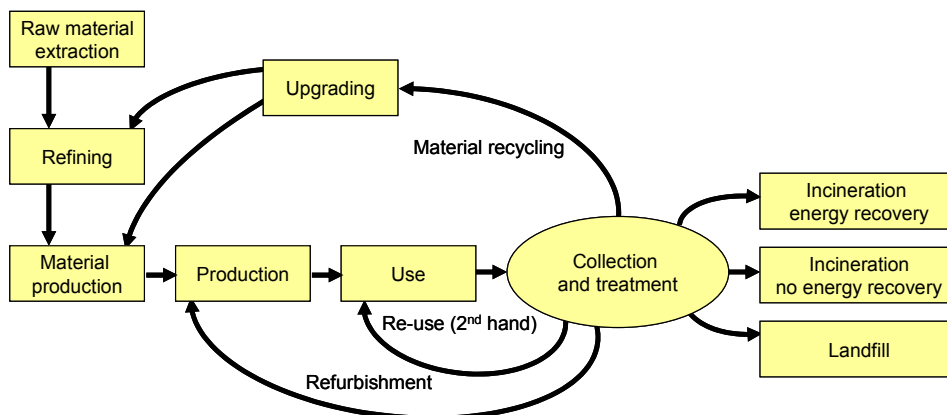 Raw material
extraction
Upgrading
Refining
Material recycling
Material
production
Production
Use
Collection
and treatment
Incineration
energy recovery
Incineration
no energy recovery
Landfill
Re-use (2nd hand)
Refurbishment